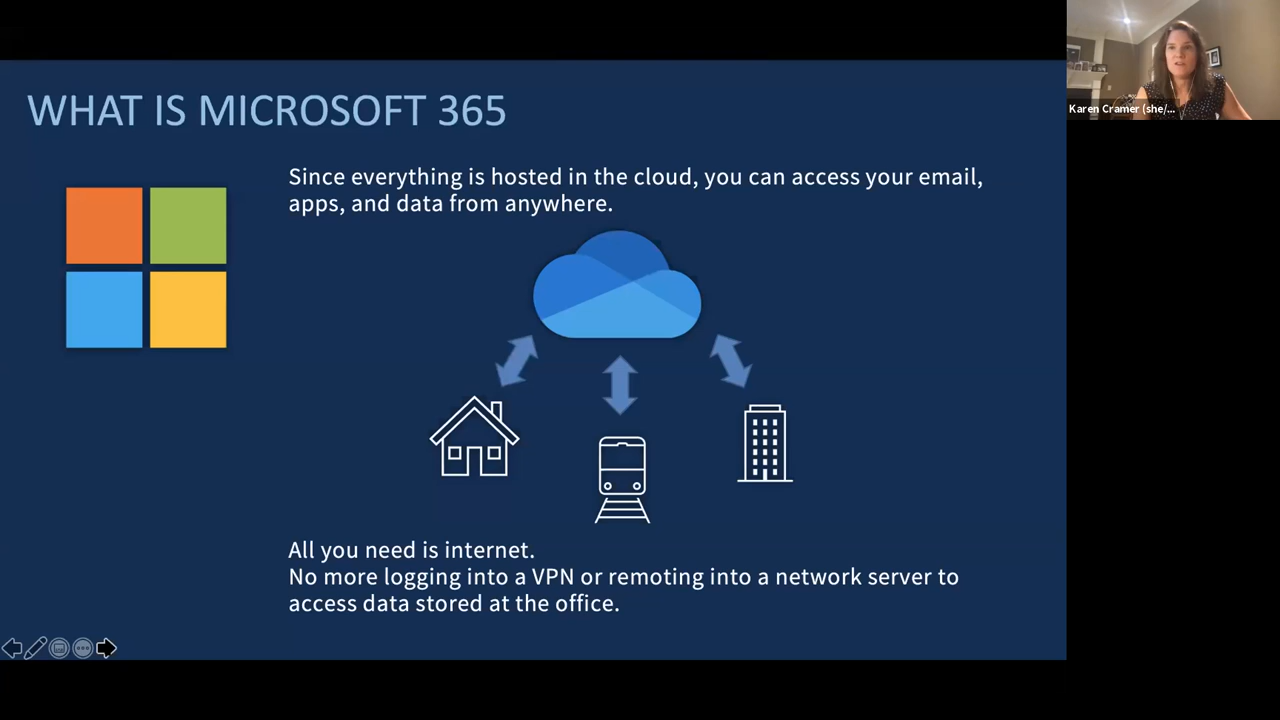 WHAT IS MICROSOFT 365
Since everything is hosted in the cloud, you can access your email,
apps, and data from anywhere.
All you need is internet.
No more logging into a VPN or remoting into a network server to
access data stored at the office.
Karen Cramer (she/...